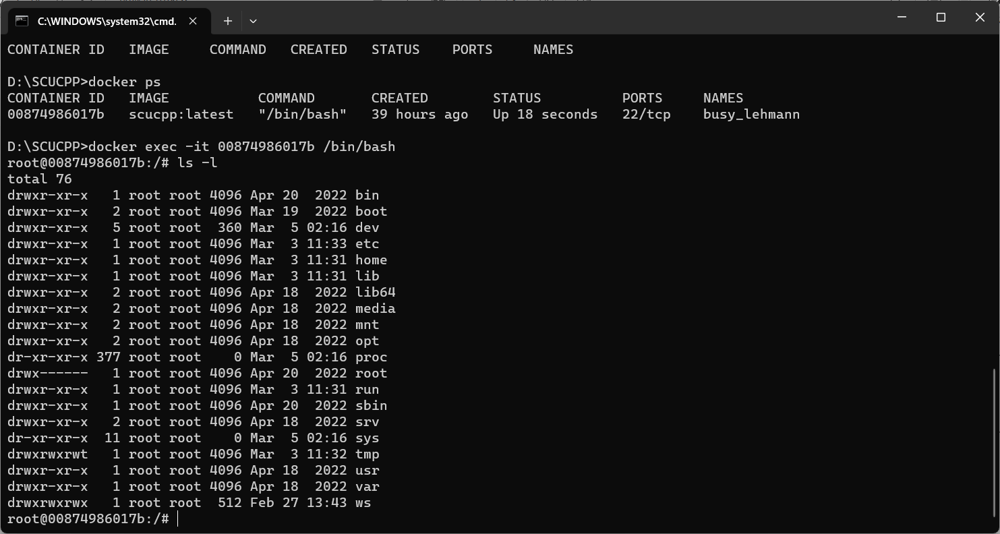 C:\WINDOWS\system32\cmd.
CONTAINER ID   IMAGE     COMMAND   CREATED   STATUS    PORTS     NAMES
D:\SCUCPP>docker ps
CONTAINER ID   IMAGE           COMMAND       CREATED        STATUS          PORTS     NAMES
00874986017b   scucpp:latest   "/bin/bash"   39 hours ago   Up 18 seconds   22/tcp    busy_lehmann
D:\SCUCPP>docker exec -it 00874986017b /bin/bash
root@00874986017b:/# ls -l
total 76
drwxr-xr-x   1 root root 4096 Apr 20  2022 bin
drwxr-xr-x   2 root root 4096 Mar 19  2022 boot
drwxr-xr-x   5 root root  360 Mar  5 02:16 dev
drwxr-xr-x   1 root root 4096 Mar  3 11:33 etc
drwxr-xr-x   1 root root 4096 Mar  3 11:31 home
drwxr-xr-x   1 root root 4096 Mar  3 11:31 lib
drwxr-xr-x   2 root root 4096 Apr 18  2022 lib64
drwxr-xr-x   2 root root 4096 Apr 18  2022 media
drwxr-xr-x   2 root root 4096 Apr 18  2022 mnt
drwxr-xr-x   2 root root 4096 Apr 18  2022 opt
dr-xr-xr-x 377 root root    0 Mar  5 02:16 proc
drwx------   1 root root 4096 Apr 20  2022 root
drwxr-xr-x   1 root root 4096 Mar  3 11:31 run
drwxr-xr-x   1 root root 4096 Apr 20  2022 sbin
drwxr-xr-x   2 root root 4096 Apr 18  2022 srv
dr-xr-xr-x  11 root root    0 Mar  5 02:16 sys
drwxrwxrwt   1 root root 4096 Mar  3 11:32 tmp
drwxr-xr-x   1 root root 4096 Apr 18  2022 usr
drwxr-xr-x   1 root root 4096 Apr 18  2022 var
drwxrwxrwx   1 root root  512 Feb 27 13:43 ws
root@00874986017b:/#